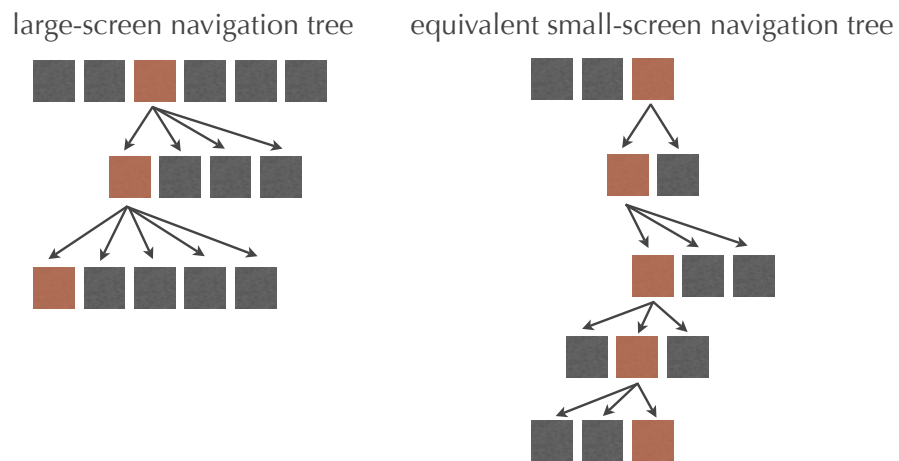 large-screen navigation tree
equivalent small-screen navigation tree